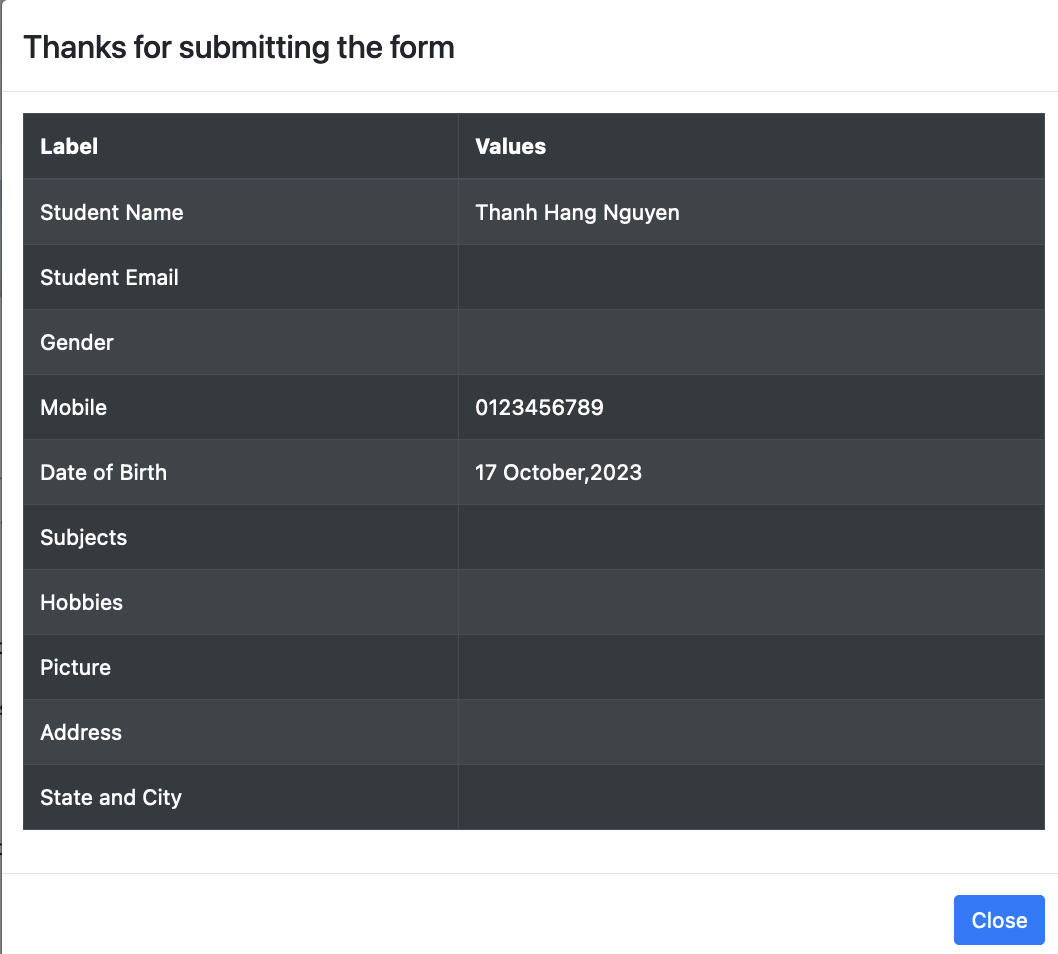 Thanks for submitting the form
Label Values
Student Name Thanh Hang Nguyen
Student Email
Gender
Mobile 0123456789
Date of Birth 17 October,2023
Subjects
Hobbies
Picture
Address
State and City
Close